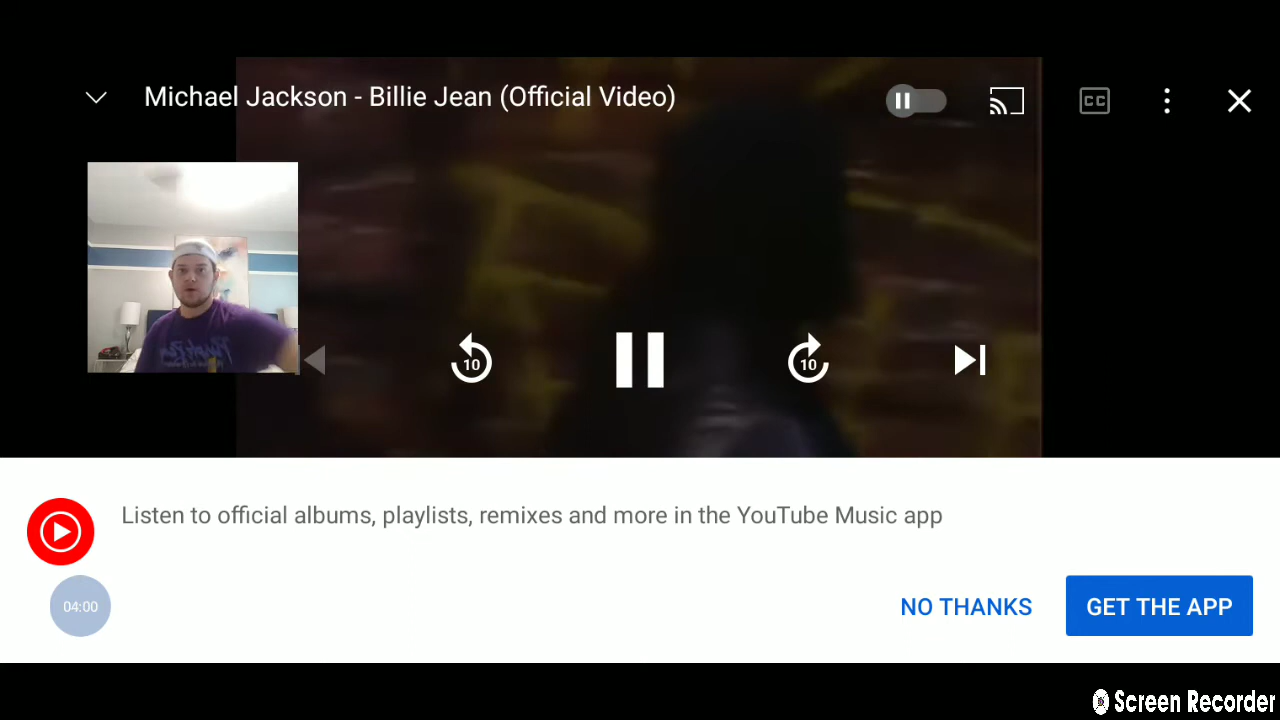 Michael Jackson - Billie Jean (Official Video)
CC
10
10
Listen to official albums, playlists, remixes and more in the YouTube Music app
04:00
NO THANKS
GET THE APP
Screen Recorder